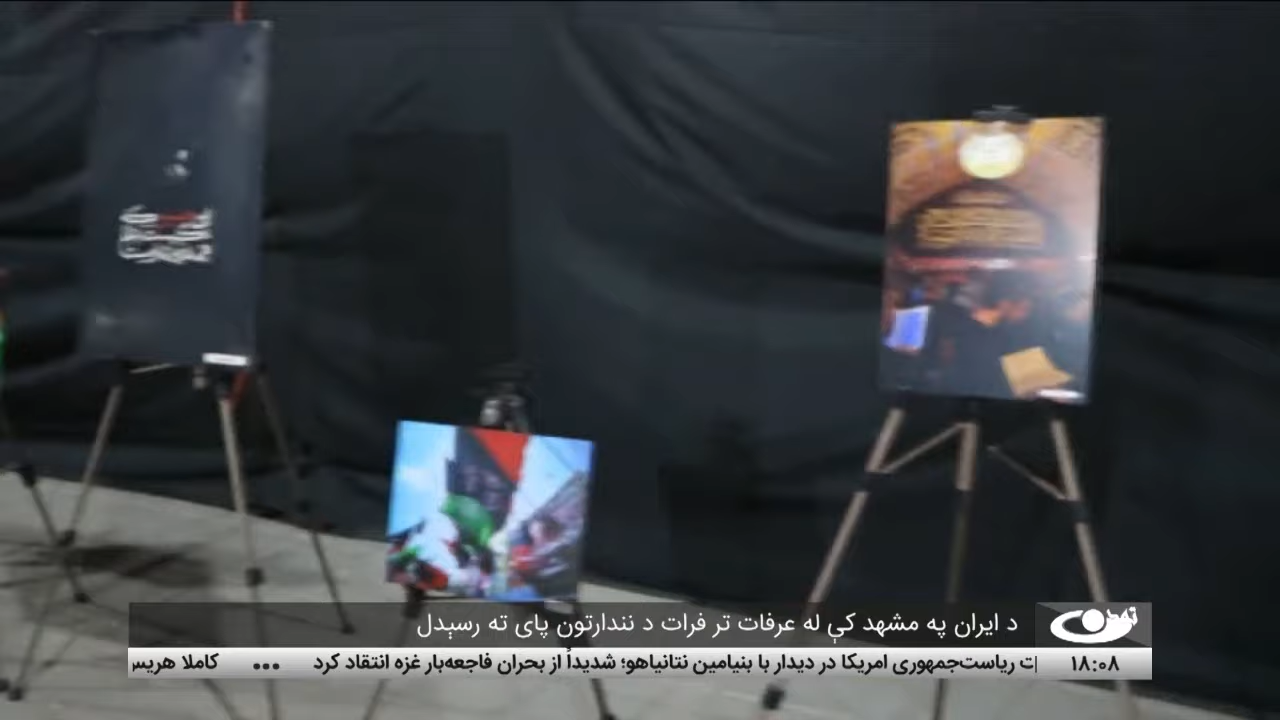 د ایران په مشهد کې له عرفات تر فرات د نندارتون پای ته رسېدل
۱۸:۰۸
ت ریاست‌جمهوری امریکا در دیدار با بنیامین نتانیاهو؛ شدیداً از بحران فاجعه‌بار غزه انتقاد کرد ••• کاملا هریس